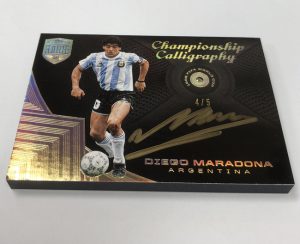 Championship
Calligraphy
4/5
DIEGO MARADONA
ARGENTINA